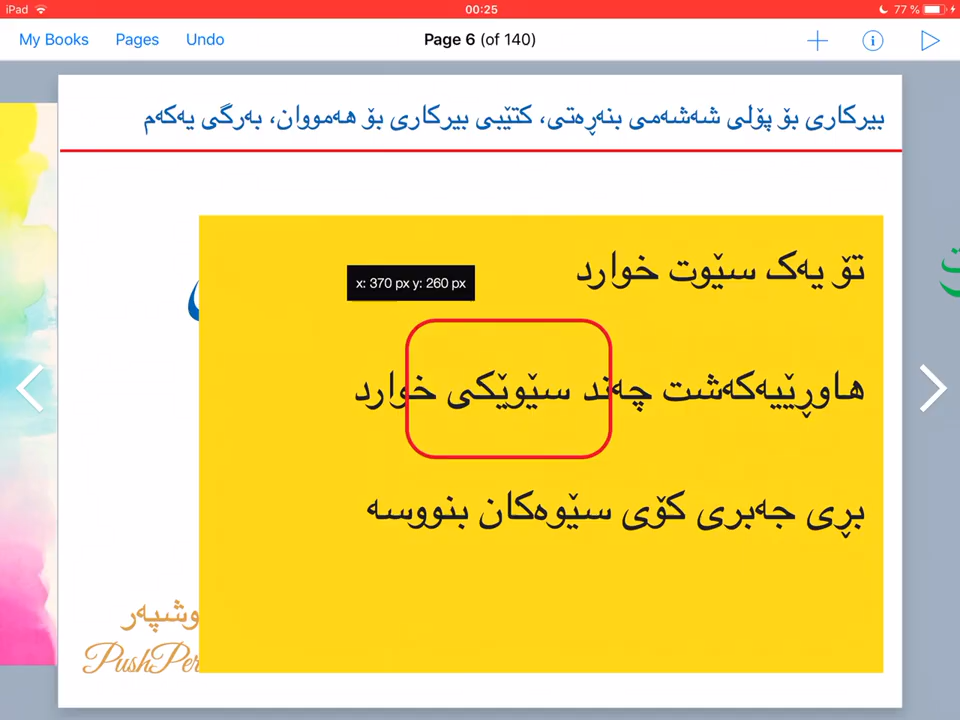 iPad 00:25 77 %
My Books Pages Undo Page 6 (of 140)
بیرکاری بۆ پۆلی شەشەمی بنەڕەتی، کتێبی بیرکاری بۆ هەمووان، بەرگی یەکەم
تۆ یەک سێوت خوارد
x: 370 px y: 260 px
هاوڕێیەکەشت چەند سێوێکی خوارد
بڕی جەبری کۆی سێوەکان بنووسە
وشپەر
PushPer